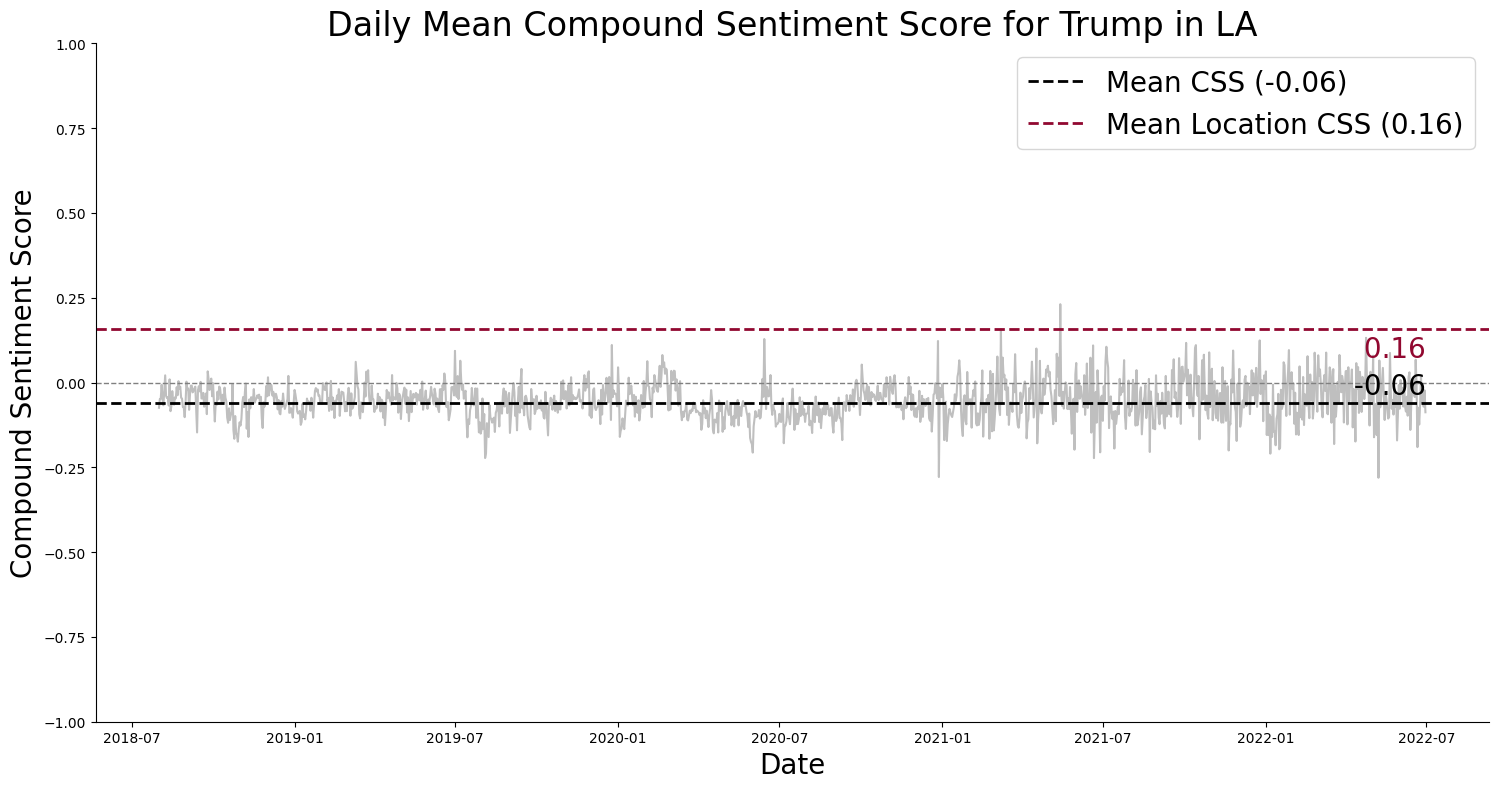 Daily Mean Compound Sentiment Score for Trump in LA
Mean CSS (-0.06)
Mean Location CSS (0.16)
Compound Sentiment Score
1.00
0.75
0.50
0.25
0.00
−0.25
−0.50
−0.75
−1.00
0.16
-0.06
2018-07 2019-01 2019-07 2020-01 2020-07 2021-01 2021-07 2022-01 2022-07
Date